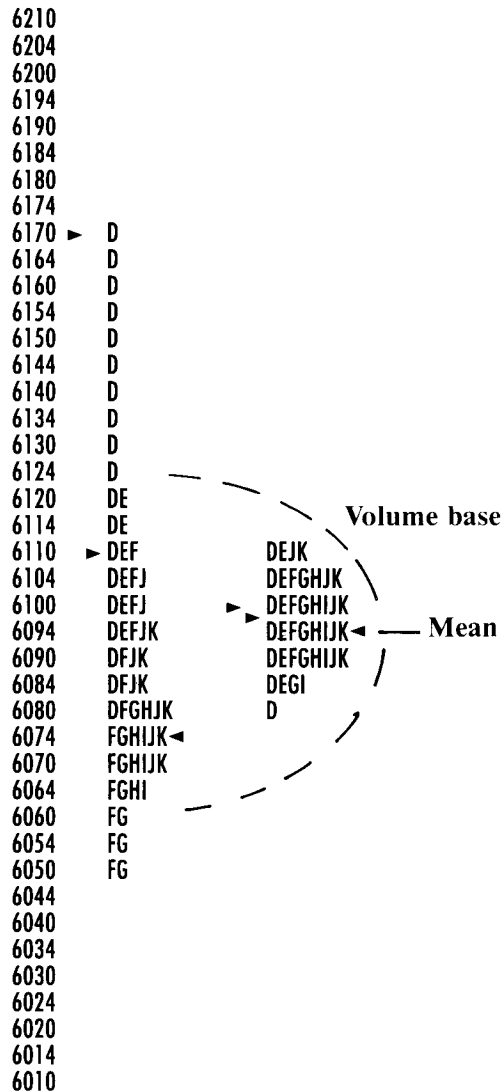 6210
6204
6200
6194
6190
6184
6180
6174
6170 ► D
6164 D
6160 D
6154 D
6150 D
6144 D
6140 D
6134 D
6130 D
6124 D
6120 DE
6114 DE Volume base
6110 ► DEF DEJK
6104 DEFJ DEFGHJK
6100 DEFJ ► DEFGHIJK
6094 DEFJK ► DEFGHIJK ◄ Mean
6090 DFJK DEFGHIJK
6084 DFJK DEGI
6080 DFGHJK D
6074 FGHIJK ◄
6070 FGHIJK
6064 FGHI
6060 FG
6054 FG
6050 FG
6044
6040
6034
6030
6024
6020
6014
6010